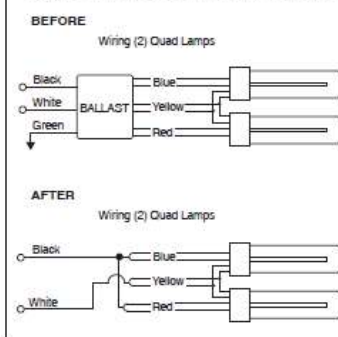 BEFORE
Wiring (2) Quad Lamps
Black
Blue
White
BALLAST
Yellow
Green
Red
AFTER
Wiring (2) Quad Lamps
Black
Blue
Yellow
White
Red